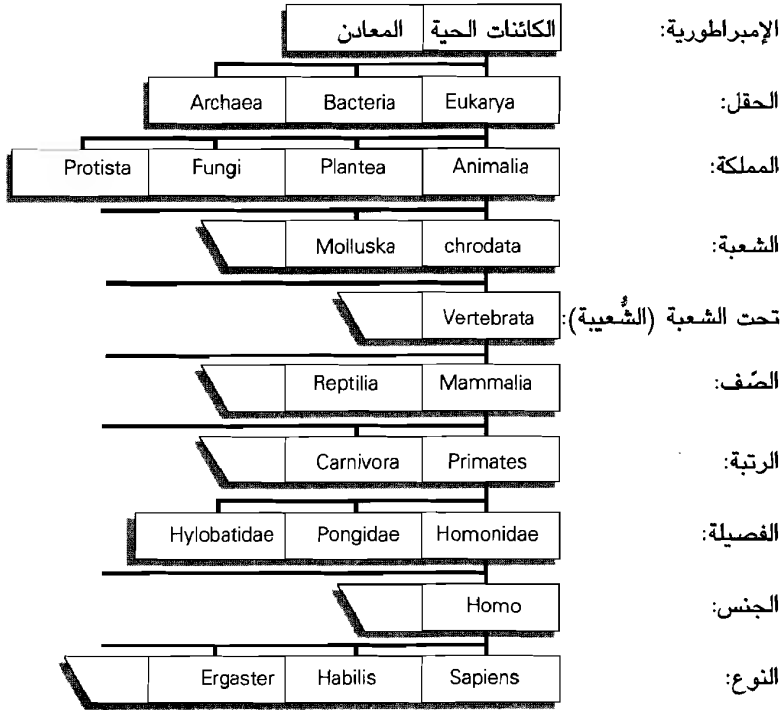 الإمبراطورية: الكائنات الحية المعادن
الحقل: Eukarya Bacteria Archaea
المملكة: Animalia Plantea Fungi Protista
الشعبة: chrodata Molluska
تحت الشعبة (الشُّعيبة): Vertebrata
الصّف: Mammalia Reptilia
الرتبة: Primates Carnivora
الفصيلة: Homonidae Pongidae Hylobatidae
الجنس: Homo
النوع: Sapiens Habilis Ergaster